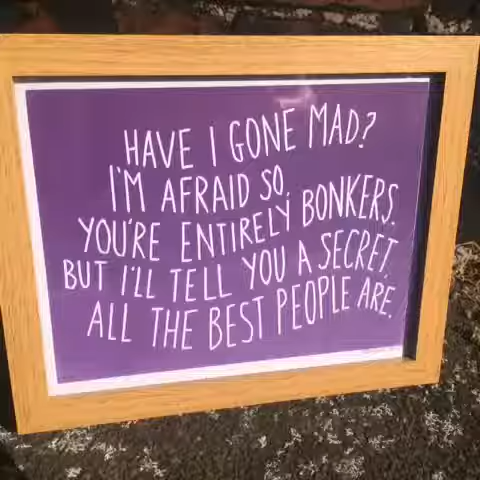 HAVE I GONE MAD?
I'M AFRAID SO.
YOU'RE ENTIRELY BONKERS.
BUT I'LL TELL YOU A SECRET.
ALL THE BEST PEOPLE ARE.